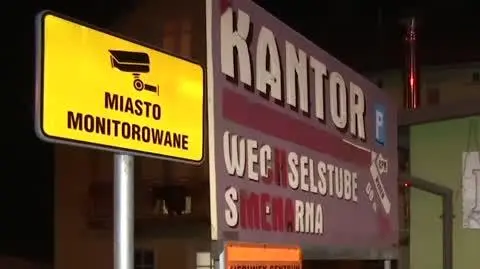 MIASTO
MONITOROWANE
KANTOR
P
WECHSELSTUBE
SMENARNA